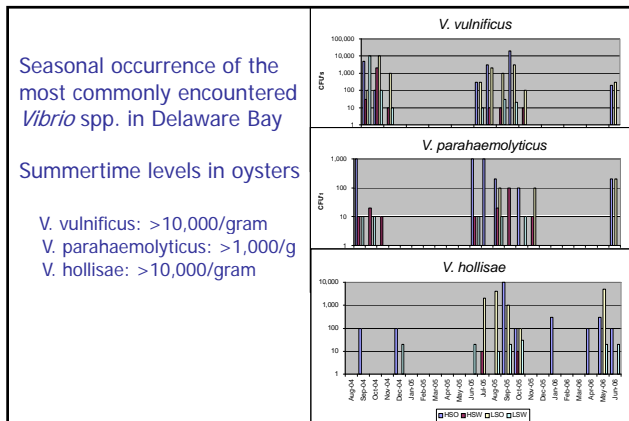 Seasonal occurrence of the
most commonly encountered
Vibrio spp. in Delaware Bay
Summertime levels in oysters
V. vulnificus: >10,000/gram
V. parahaemolyticus: >1,000/g
V. hollisae: >10,000/gram
V. vulnificus
100,000
10,000
1,000
100
10
1
CFU's
V. parahaemolyticus
1,000
100
10
1
CFU's
V. hollisae
10,000
1,000
100
10
1
Aug-04
Sep-04
Oct-04
Nov-04
Dec-04
Jan-05
Feb-05
Mar-05
Apr-05
May-05
Jun-05
Jul-05
Aug-05
Sep-05
Oct-05
Nov-05
Dec-05
Jan-06
Feb-06
Mar-06
Apr-06
May-06
Jun-06
HSO HSW LSO LSW